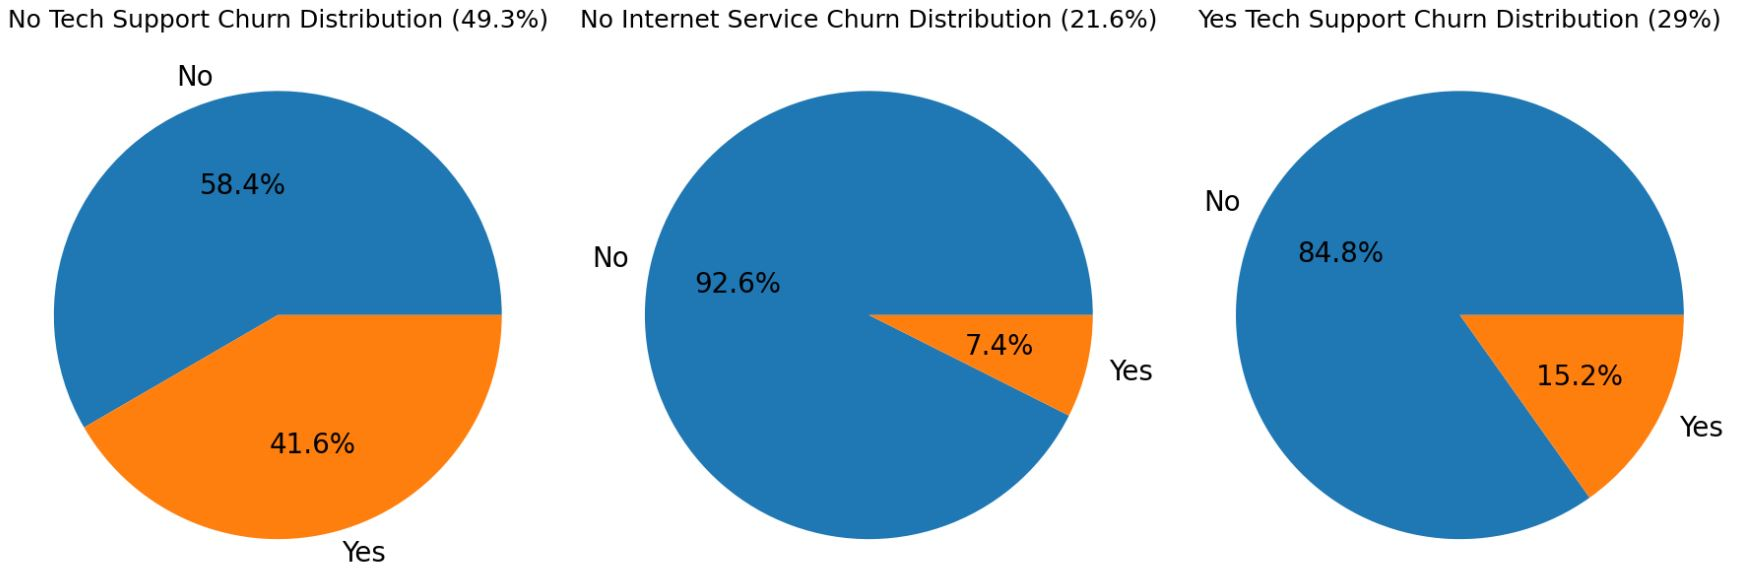 No Tech Support Churn Distribution (49.3%)
No
58.4%
41.6%
Yes
No Internet Service Churn Distribution (21.6%)
No
92.6%
7.4%
Yes
Yes Tech Support Churn Distribution (29%)
No
84.8%
15.2%
Yes